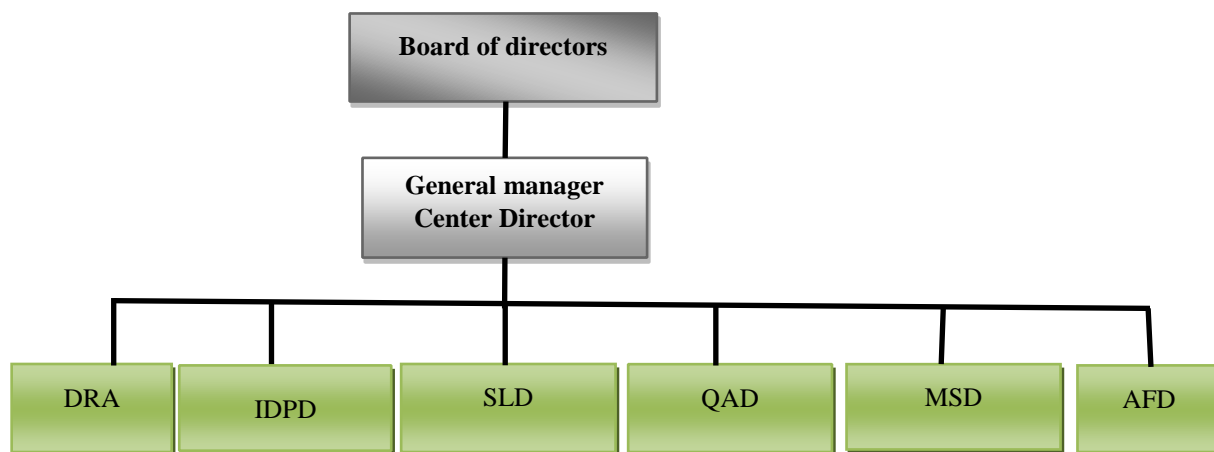 Board of directors
General manager
Center Director
DRA
IDPD
SLD
QAD
MSD
AFD